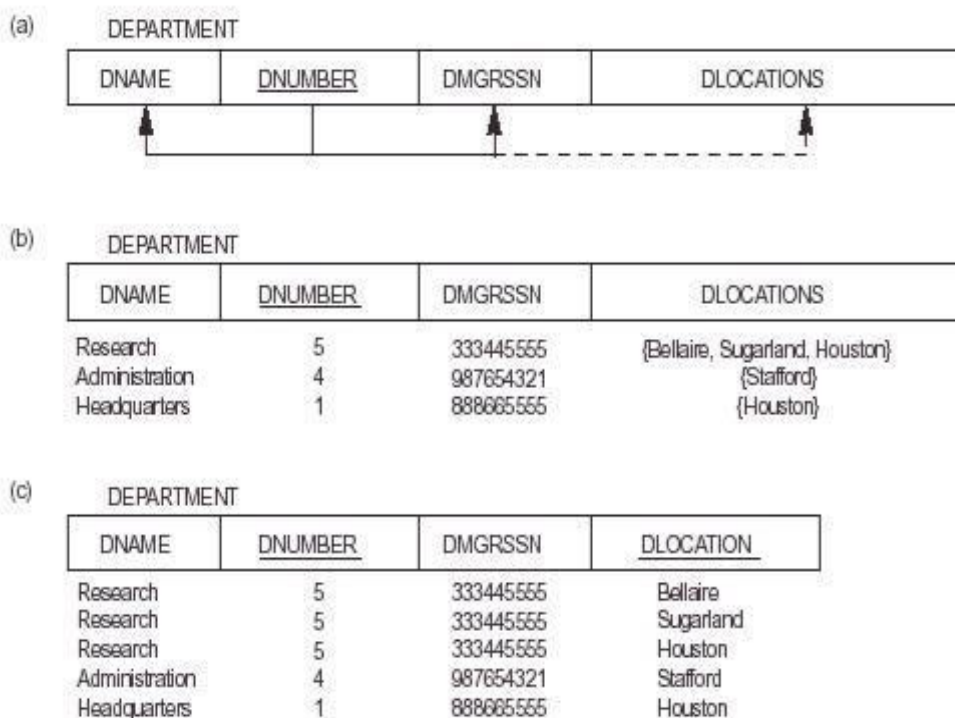 (a) DEPARTMENT
DNAME DNUMBER DMGRSSN DLOCATIONS
(b) DEPARTMENT
DNAME DNUMBER DMGRSSN DLOCATIONS
Research 5 333445555 {Bellaire, Sugarland, Houston}
Administration 4 987654321 {Stafford}
Headquarters 1 888665555 {Houston}
(c) DEPARTMENT
DNAME DNUMBER DMGRSSN DLOCATION
Research 5 333445555 Bellaire
Research 5 333445555 Sugarland
Research 5 333445555 Houston
Administration 4 987654321 Stafford
Headquarters 1 888665555 Houston